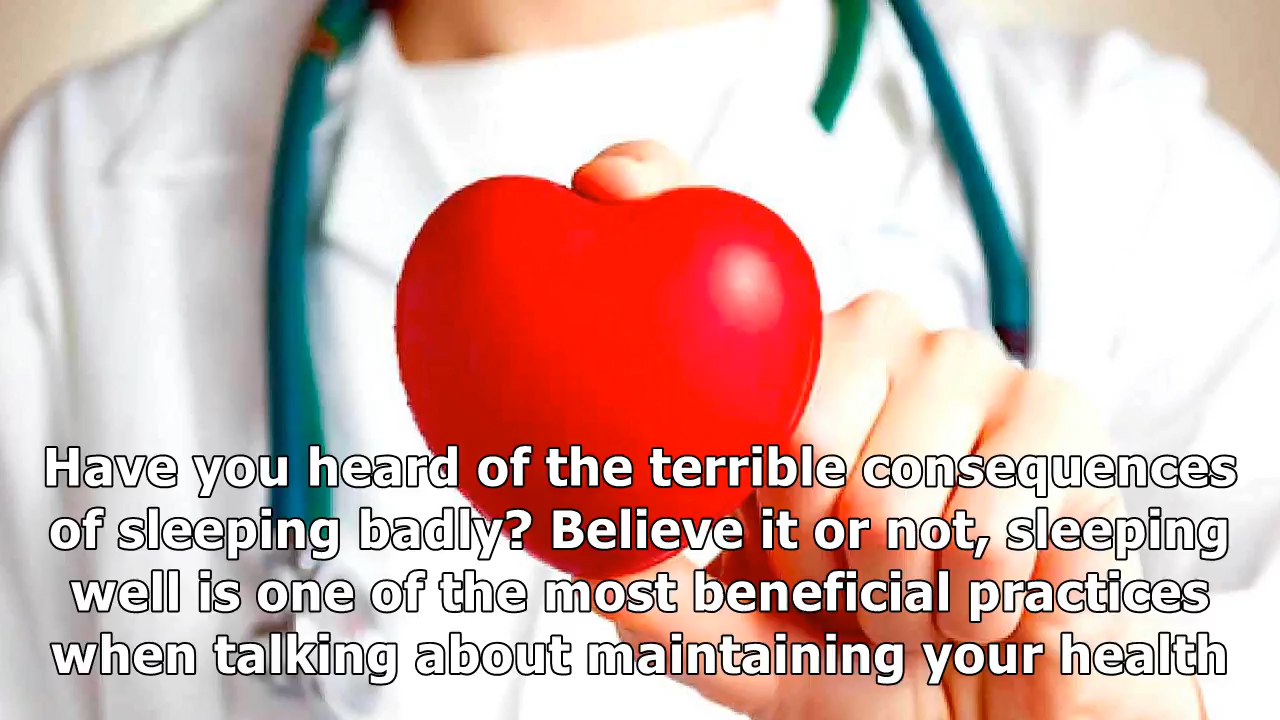 Have you heard of the terrible consequences
of sleeping badly? Believe it or not, sleeping
well is one of the most beneficial practices
when talking about maintaining your health